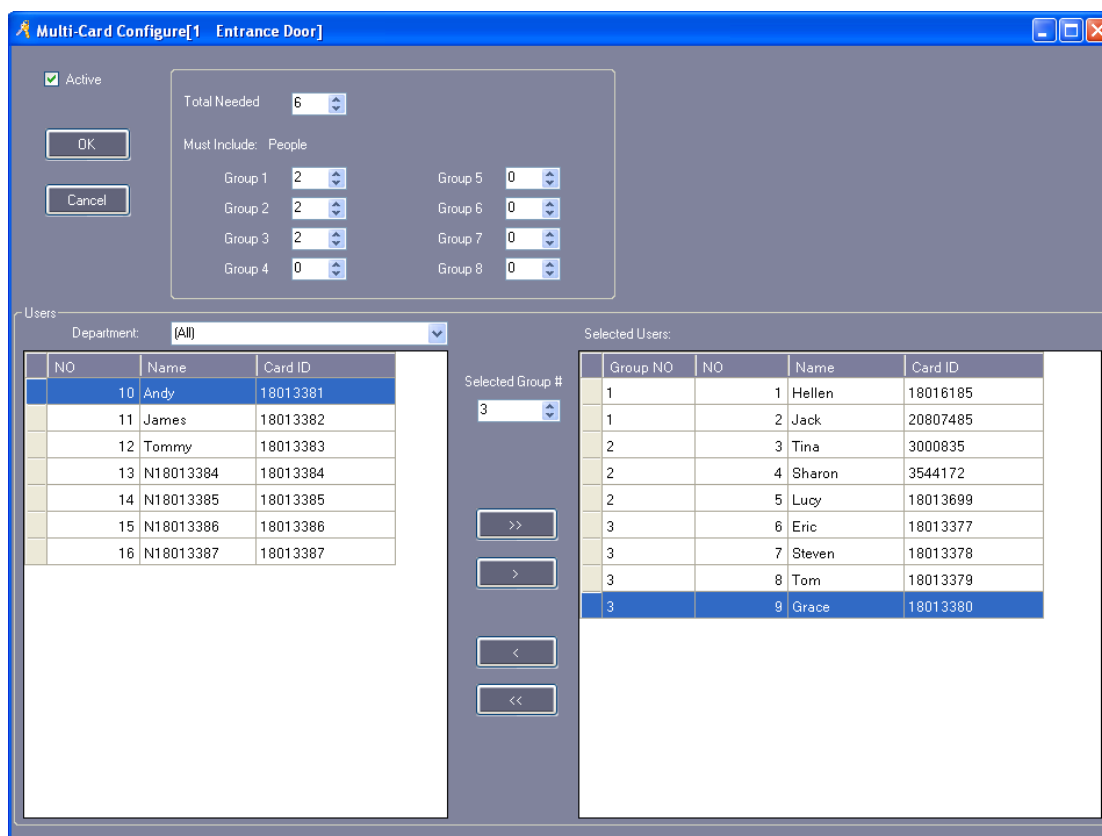 Multi-Card Configure[1 Entrance Door]
Active
Total Needed 6
OK
Must Include: People
Group 1 2 Group 5 0
Cancel
Group 2 2 Group 6 0
Group 3 2 Group 7 0
Group 4 0 Group 8 0
Users
Department: (All)
Selected Users:
NO Name Card ID
10 Andy 18013381
11 James 18013382
12 Tommy 18013383
13 N18013384 18013384
14 N18013385 18013385
15 N18013386 18013386
16 N18013387 18013387
Selected Group #
3
>>
>
<
<<
Group NO NO Name Card ID
1 1 Hellen 18016185
1 2 Jack 20807485
2 3 Tina 3000835
2 4 Sharon 3544172
2 5 Lucy 18013699
3 6 Eric 18013377
3 7 Steven 18013378
3 8 Tom 18013379
3 9 Grace 18013380